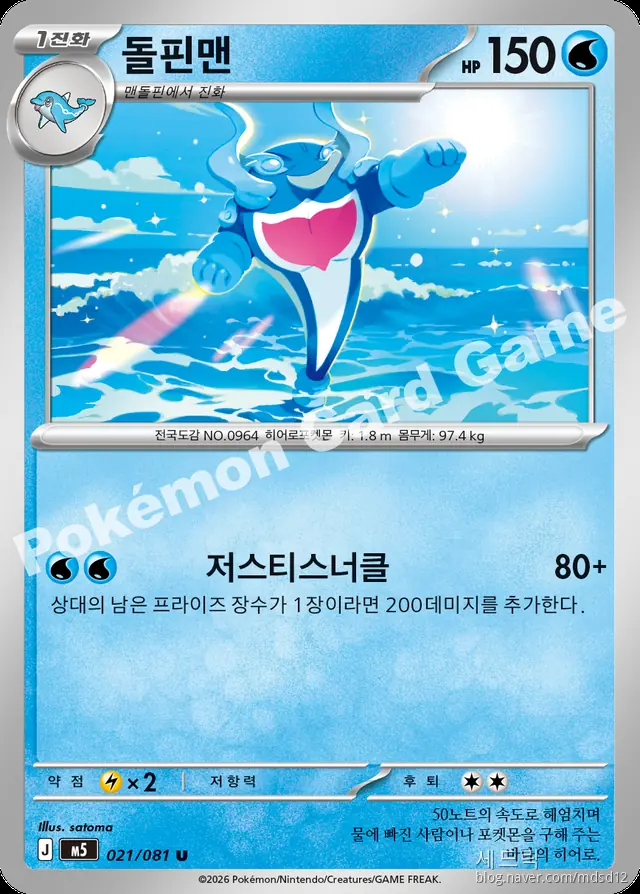 1진화
돌핀맨
HP 150
맨돌핀에서 진화
전국도감 NO.0964 히어로포켓몬 키: 1.8 m 몸무게: 97.4 kg
Pokémon Card Game
저스티스너클 80+
상대의 남은 프라이즈 장수가 1장이라면 200데미지를 추가한다.
약점 ×2 저항력 후퇴
Illus. satoma
J m5 021/081 U
50노트의 속도로 헤엄치며
물에 빠진 사람이나 포켓몬을 구해 주는
바다의 히어로.
blog.naver.com/mdsd12
©2026 Pokémon/Nintendo/Creatures/GAME FREAK.